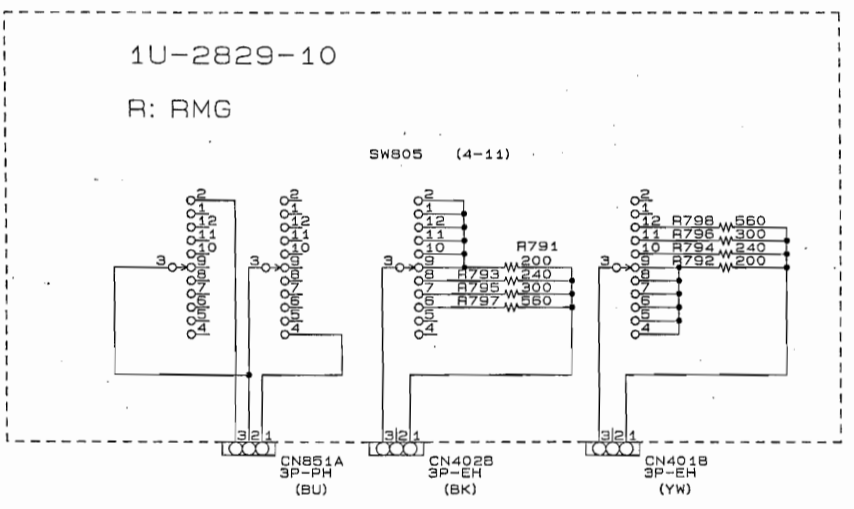 1U-2829-10
R: RMG
SW805 (4-11)
2 2 2 2
1 1 1 1
12 12 12 12 R798 560
11 11 11 11 R796 300
10 10 10 R791 10 R794 240
3 9 3 9 3 9 200 3 9 R792 200
8 8 8 R793 240 8
7 7 7 R795 300 7
6 6 6 R797 560 6
5 5 5 5
4 4 4 4
3 2 1 3 2 1 3 2 1
CN851A CN402B CN401B
3P-PH 3P-EH 3P-EH
(BU) (BK) (YW)